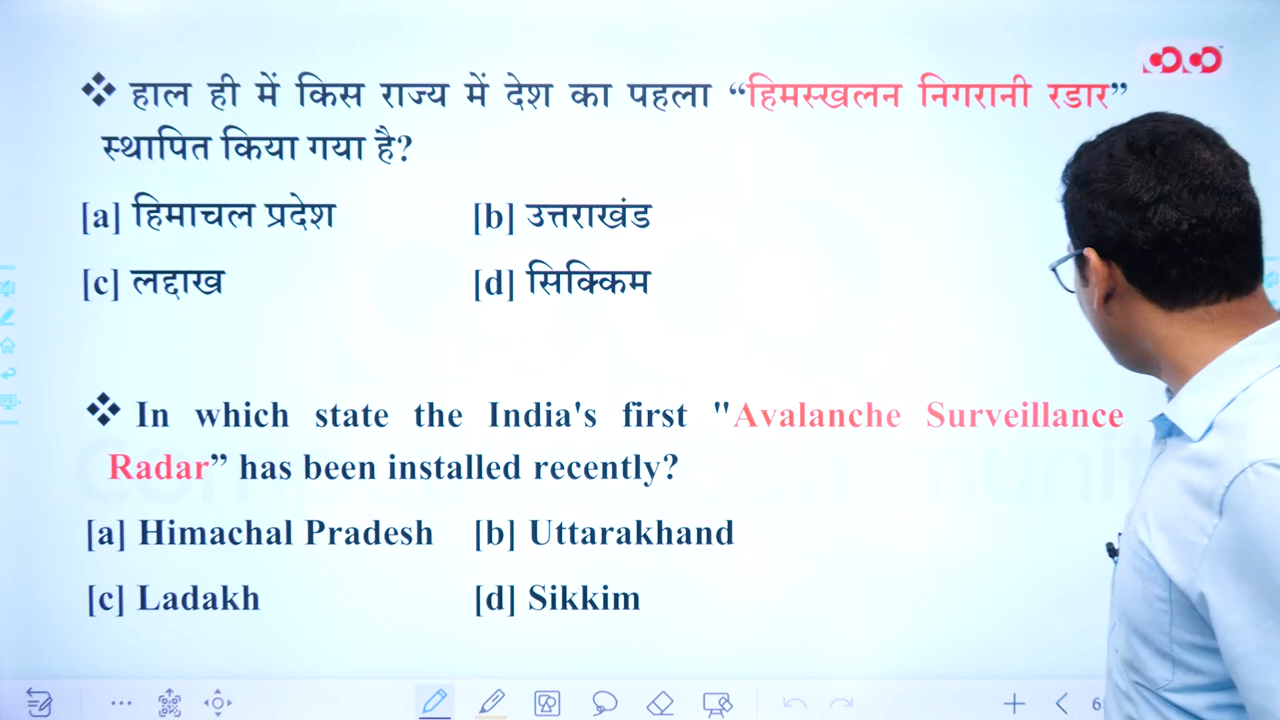 ❖ हाल ही में किस राज्य में देश का पहला “हिमस्खलन निगरानी रडार”
स्थापित किया गया है?
[a] हिमाचल प्रदेश [b] उत्तराखंड
[c] लद्दाख [d] सिक्किम
❖ In which state the India's first "Avalanche Surveillance
Radar” has been installed recently?
[a] Himachal Pradesh [b] Uttarakhand
[c] Ladakh [d] Sikkim